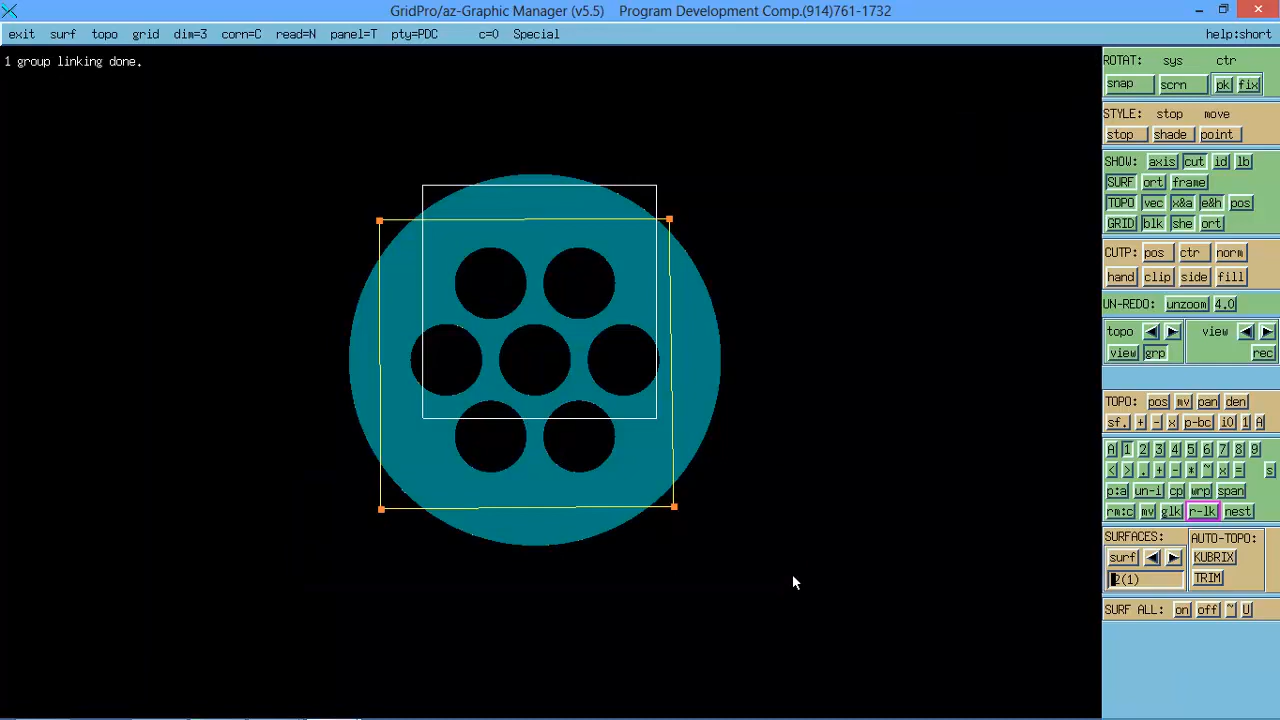 GridPro/az-Graphic Manager (v5.5) Program Development Comp.(914)761-1732
exit surf topo grid dim=3 corn=C read=N panel=T pty=PDC c=0 Special help:short
1 group linking done.
ROTAT: sys ctr
snap scrn pk fix
STYLE: stop move
stop shade point
SHOW: axis cut id lb
SURF ort frame
TOPO vec x&a e&h pos
GRID blk she ort
CUTP: pos ctr norm
hand clip side fill
UN-REDO: unzoom 4.0
topo view
view grp rec
TOPO: pos mv pan den
sf. + - x p-bc i0 1 A
A 1 2 3 4 5 6 7 8 9
< > . + - * ~ x = s
p:a un-i cp wrp span
rm:c mv glk r-lk nest
SURFACES: AUTO-TOPO:
surf KUBRIX
2(1) TRIM
SURF ALL: on off ~ U